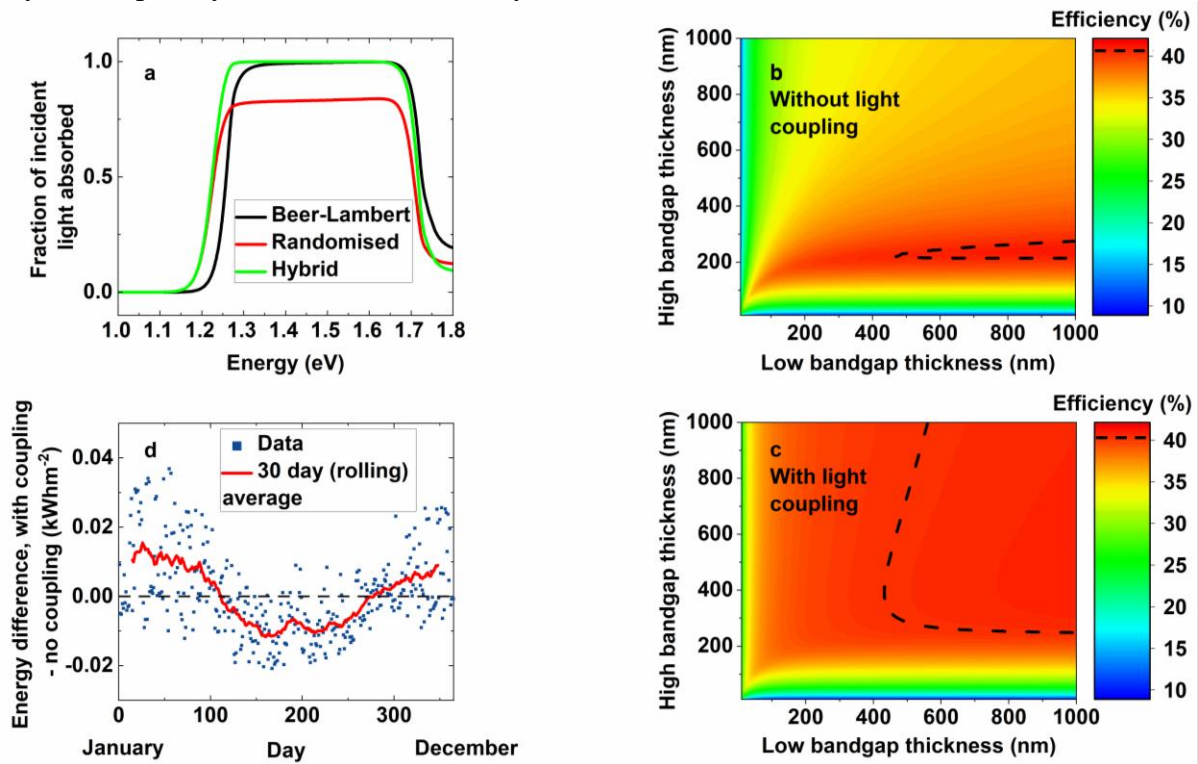 a
Fraction of incident
light absorbed
1.0
0.5
0.0
Beer-Lambert
Randomised
Hybrid
1.0 1.1 1.2 1.3 1.4 1.5 1.6 1.7 1.8
Energy (eV)
Efficiency (%)
b
Without light
coupling
High bandgap thickness (nm)
1000
800
600
400
200
200 400 600 800 1000
Low bandgap thickness (nm)
40
35
30
25
20
15
10
d
Energy difference, with coupling
- no coupling (kWhm-2)
0.04
0.02
0.00
-0.02
Data
30 day (rolling)
average
0 100 200 300
January Day December
Efficiency (%)
c
With light
coupling
High bandgap thickness (nm)
1000
800
600
400
200
200 400 600 800 1000
Low bandgap thickness (nm)
40
35
30
25
20
15
10